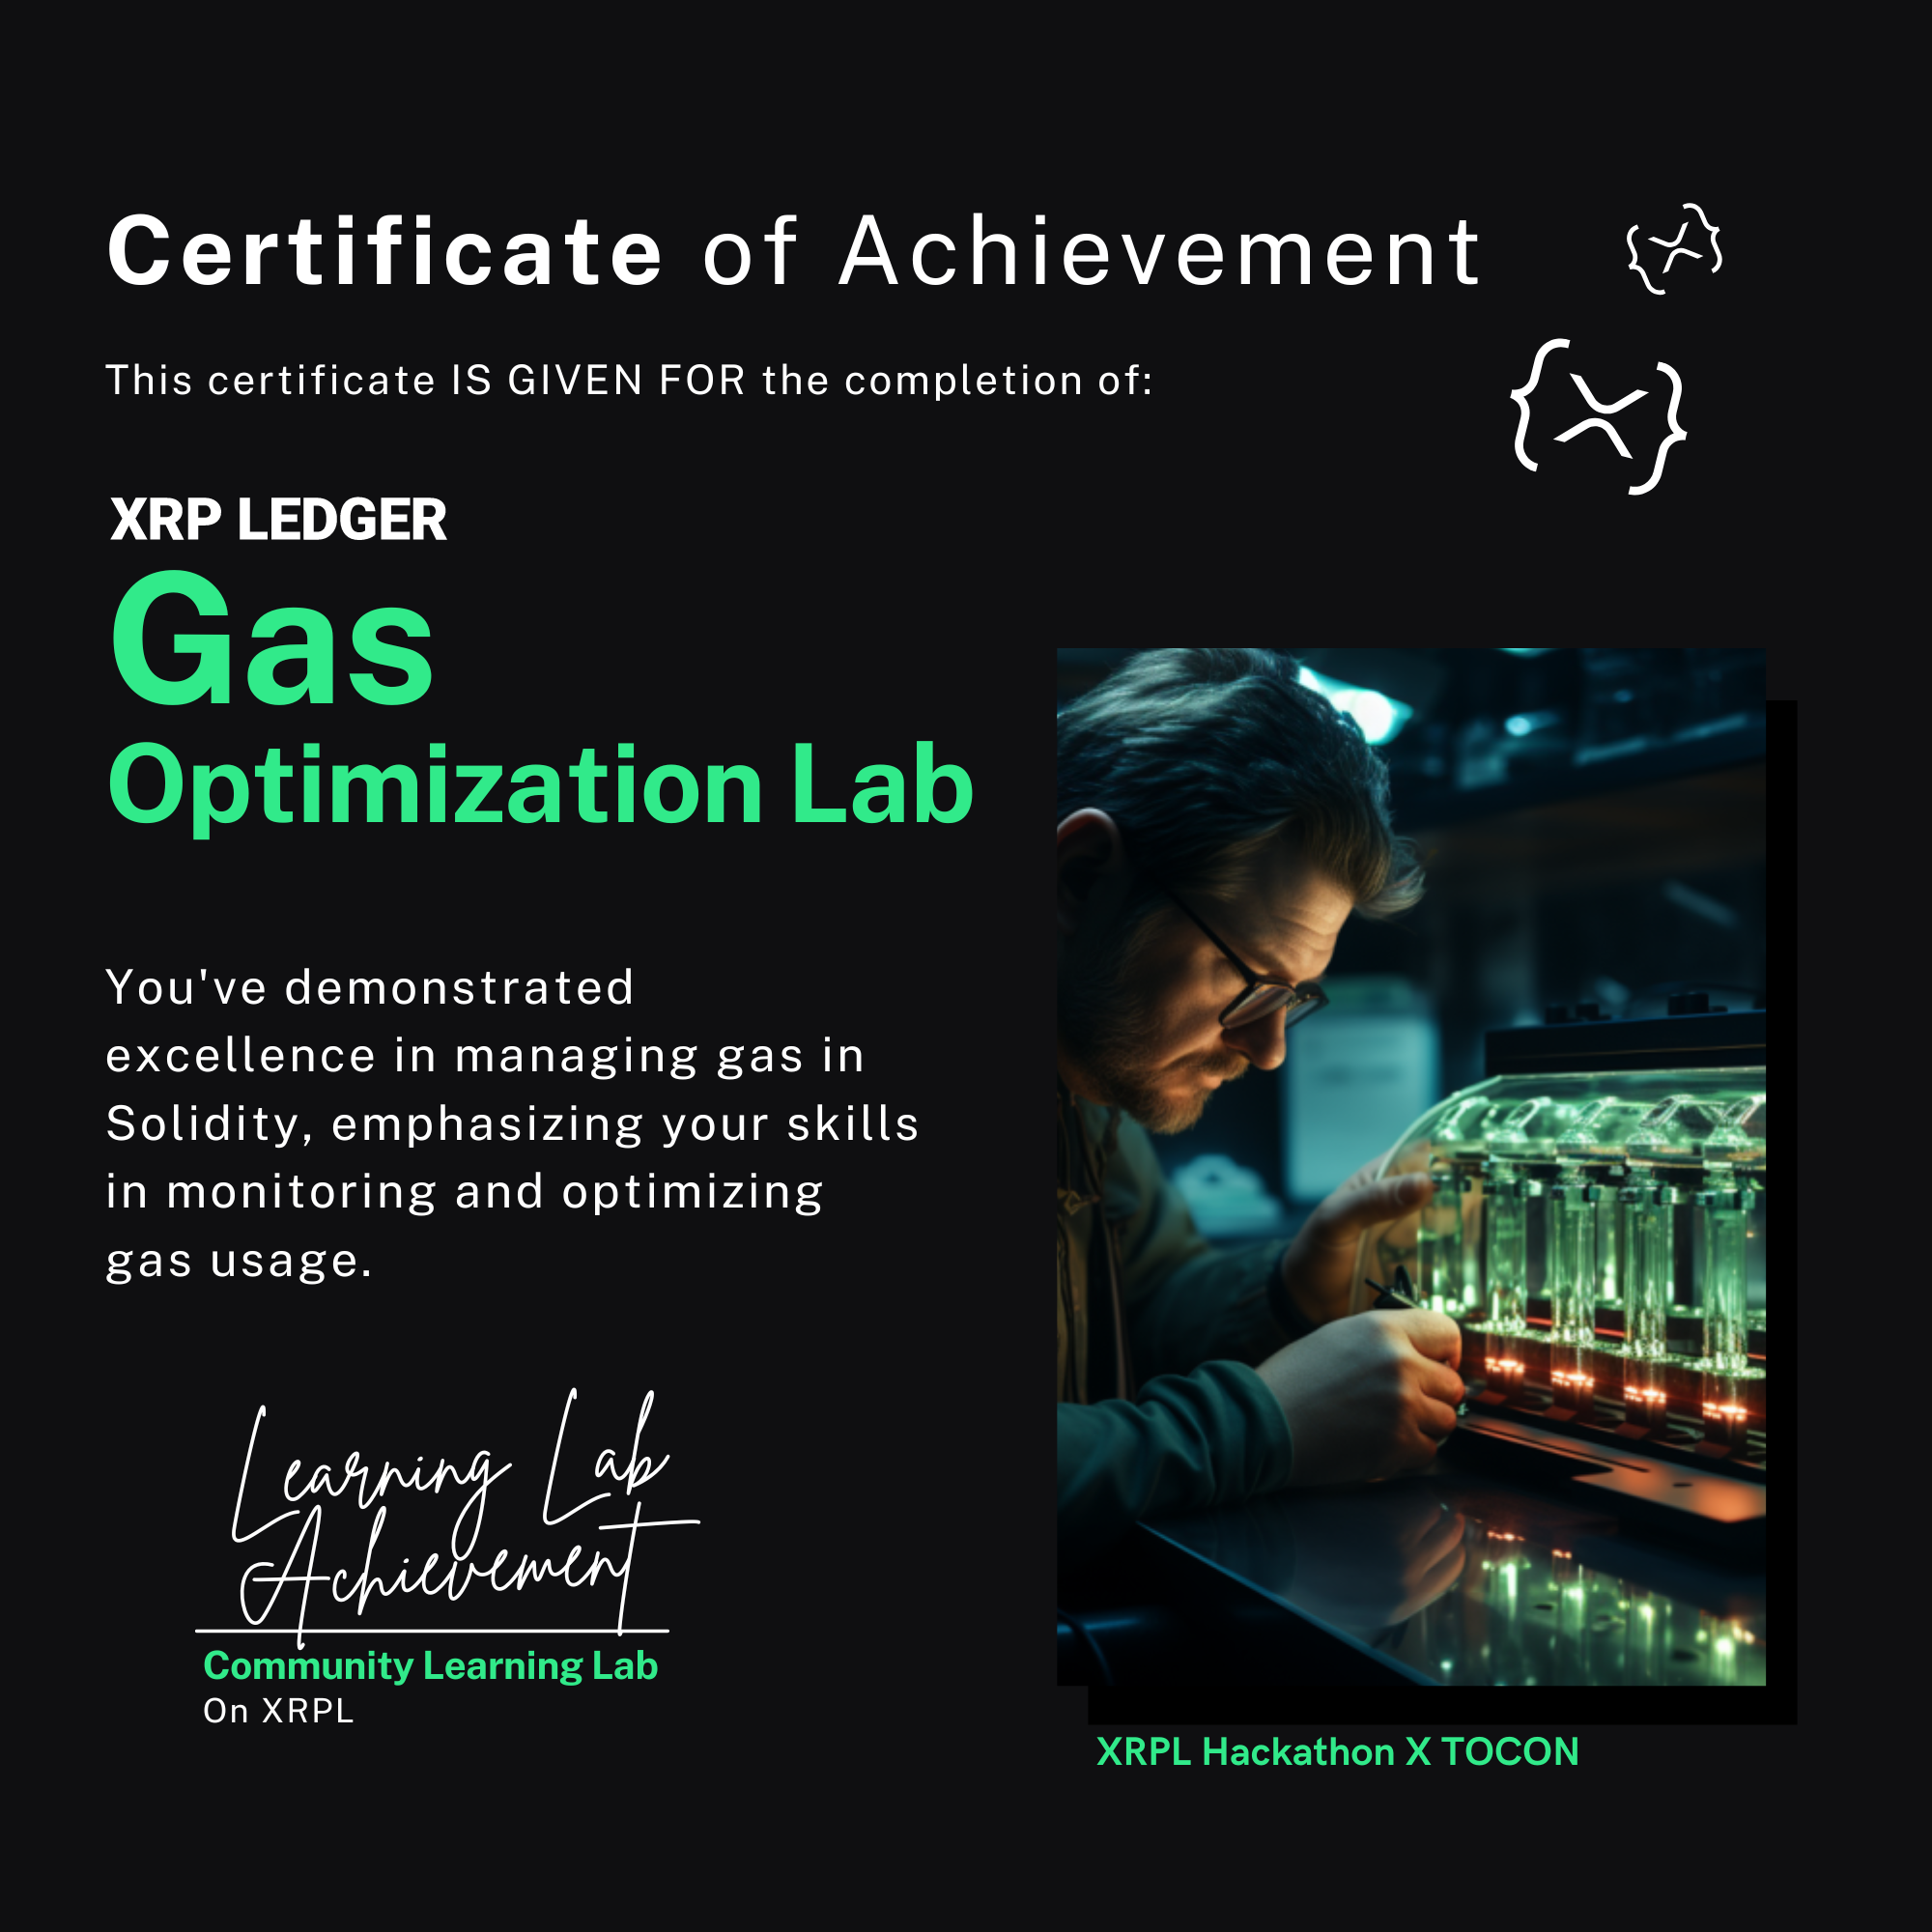 Certificate of Achievement
This certificate IS GIVEN FOR the completion of:
XRP LEDGER
Gas
Optimization Lab
You've demonstrated
excellence in managing gas in
Solidity, emphasizing your skills
in monitoring and optimizing
gas usage.
Learning Lab
Achievement
Community Learning Lab
On XRPL
XRPL Hackathon X TOCON